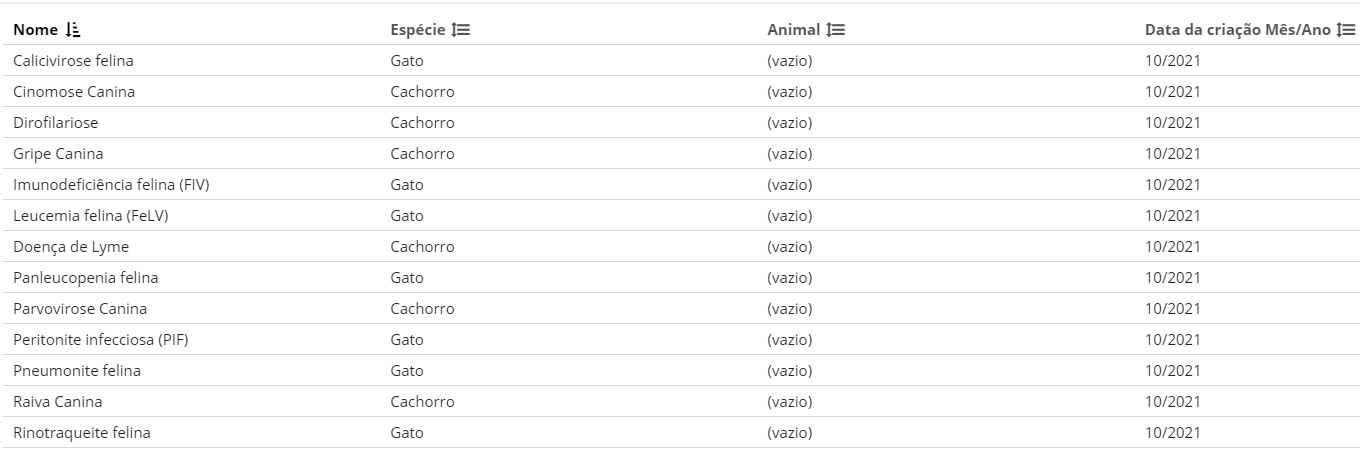 Nome Espécie Animal Data da criação Mês/Ano
Calicivirose felina Gato (vazio) 10/2021
Cinomose Canina Cachorro (vazio) 10/2021
Dirofilariose Cachorro (vazio) 10/2021
Gripe Canina Cachorro (vazio) 10/2021
Imunodeficiência felina (FIV) Gato (vazio) 10/2021
Leucemia felina (FeLV) Gato (vazio) 10/2021
Doença de Lyme Cachorro (vazio) 10/2021
Panleucopenia felina Gato (vazio) 10/2021
Parvovirose Canina Cachorro (vazio) 10/2021
Peritonite infecciosa (PIF) Gato (vazio) 10/2021
Pneumonite felina Gato (vazio) 10/2021
Raiva Canina Cachorro (vazio) 10/2021
Rinotraqueite felina Gato (vazio) 10/2021